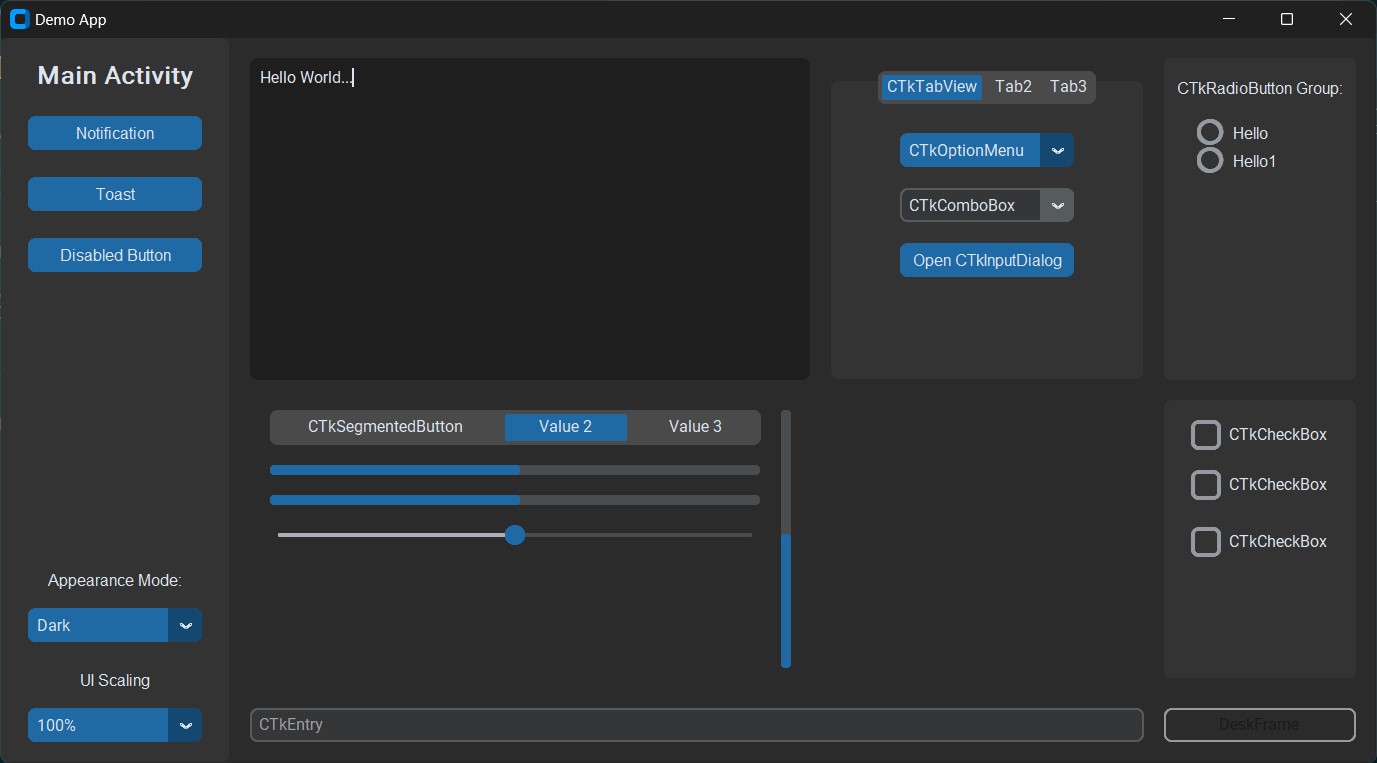 Demo App
Main Activity
Notification
Toast
Disabled Button
Appearance Mode:
Dark
UI Scaling
100%
Hello World...
CTkTabView Tab2 Tab3
CTkOptionMenu
CTkComboBox
Open CTkInputDialog
CTkRadioButton Group:
Hello
Hello1
CTkSegmentedButton Value 2 Value 3
CTkCheckBox
CTkCheckBox
CTkCheckBox
CTkEntry
DeskFrame